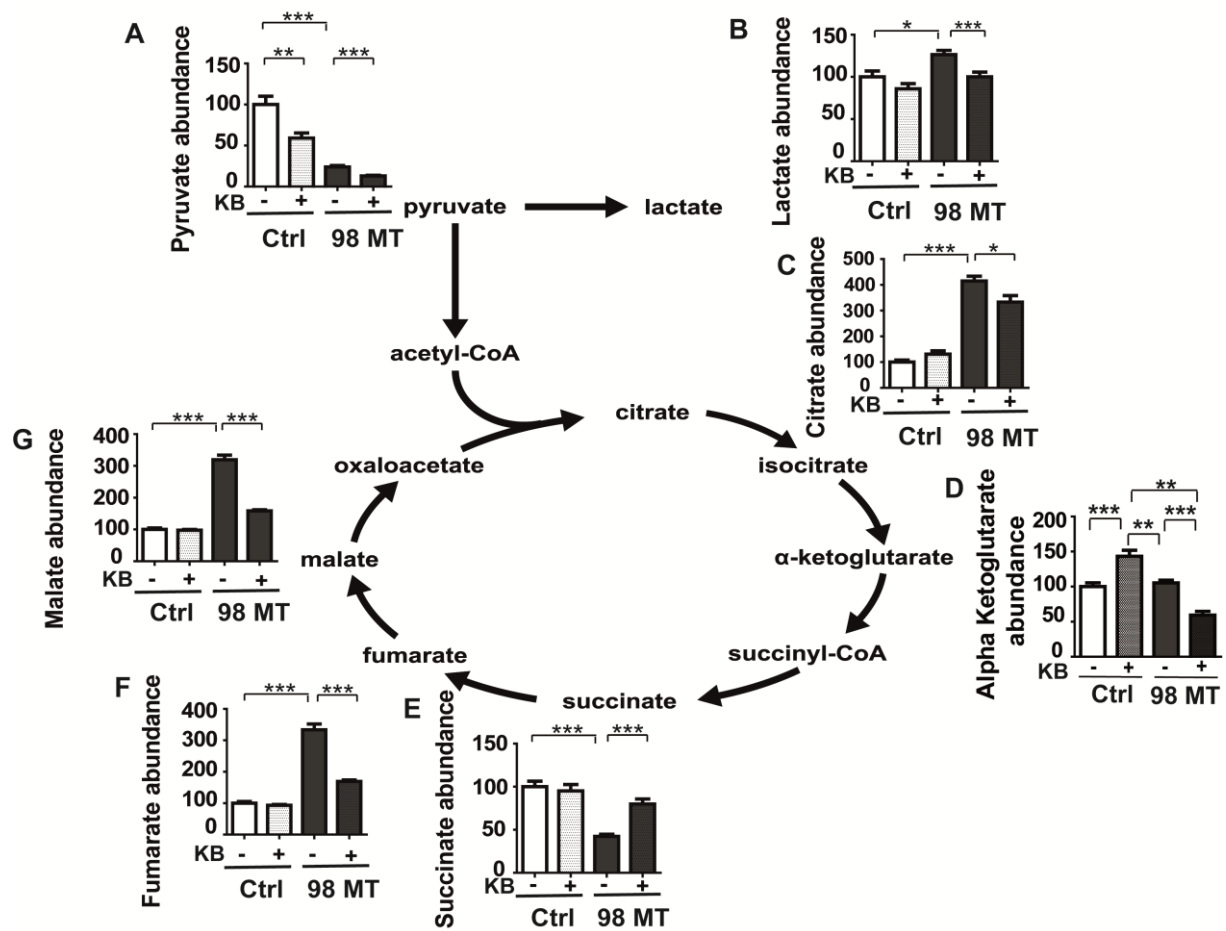 A
Pyruvate abundance
***
** ***
150
100
50
0
KB - + - +
Ctrl 98 MT
B
Lactate abundance
* ***
150
100
50
0
KB - + - +
Ctrl 98 MT
pyruvate lactate
C
Citrate abundance
*** *
500
400
300
200
100
0
KB - + - +
Ctrl 98 MT
acetyl-CoA
citrate
oxaloacetate
isocitrate
G
Malate abundance
*** ***
400
300
200
100
0
KB - + - +
Ctrl 98 MT
malate
α-ketoglutarate
D
Alpha Ketoglutarate
abundance
**
*** ** ***
200
150
100
50
0
KB - + - +
Ctrl 98 MT
fumarate
succinyl-CoA
succinate
F
Fumarate abundance
*** ***
400
300
200
100
0
KB - + - +
Ctrl 98 MT
E
Succinate abundance
*** ***
150
100
50
0
KB - + - +
Ctrl 98 MT